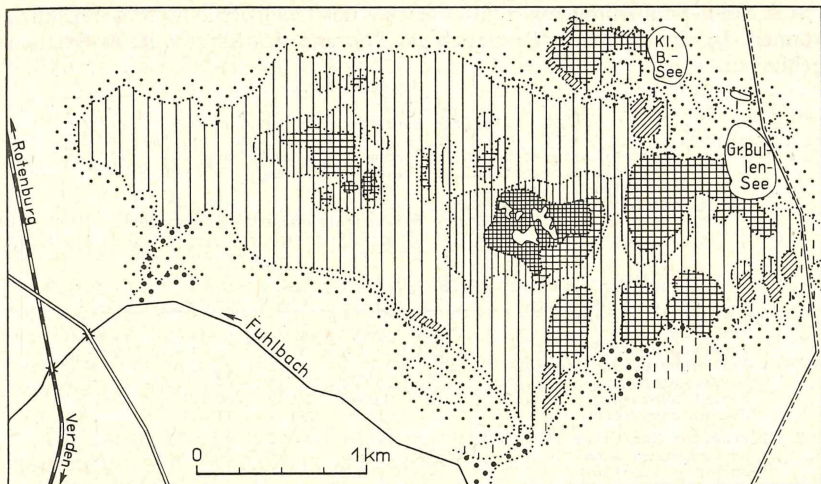 Kl.
B.
See
Gr. Bul-
len-
See
Rotenburg
Fuhlbach
Verden
0 1 km